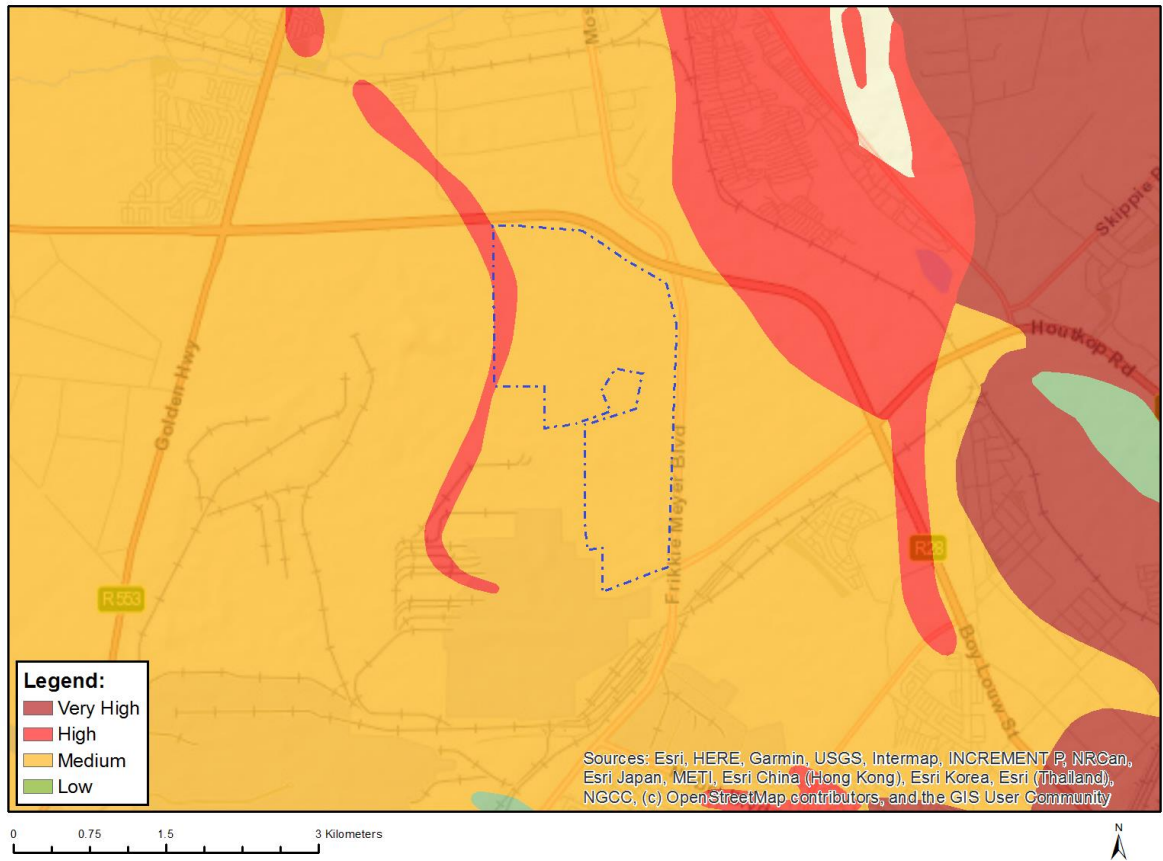 Mos
Skippie R
Houtkop Rd
Golden Hwy
Frikkie Meyer Blvd
R28
R553
Boy Louw St
Legend:
Very High
High
Medium
Low
Sources: Esri, HERE, Garmin, USGS, Intermap, INCREMENT P, NRCan,
Esri Japan, METI, Esri China (Hong Kong), Esri Korea, Esri (Thailand),
NGCC, (c) OpenStreetMap contributors, and the GIS User Community
0 0.75 1.5 3 Kilometers
N